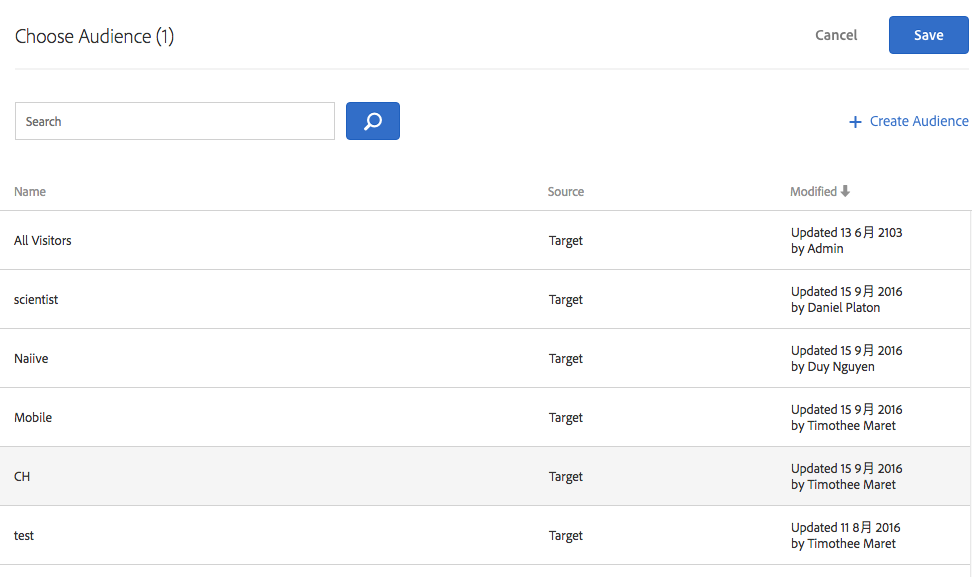 Choose Audience (1)
Cancel
Save
Search
Create Audience
Name
Source
Modified
All Visitors
Target
Updated 13 6月 2103
by Admin
scientist
Target
Updated 15 9月 2016
by Daniel Platon
Naiive
Target
Updated 15 9月 2016
by Duy Nguyen
Mobile
Target
Updated 15 9月 2016
by Timothee Maret
CH
Target
Updated 15 9月 2016
by Timothee Maret
test
Target
Updated 11 8月 2016
by Timothee Maret